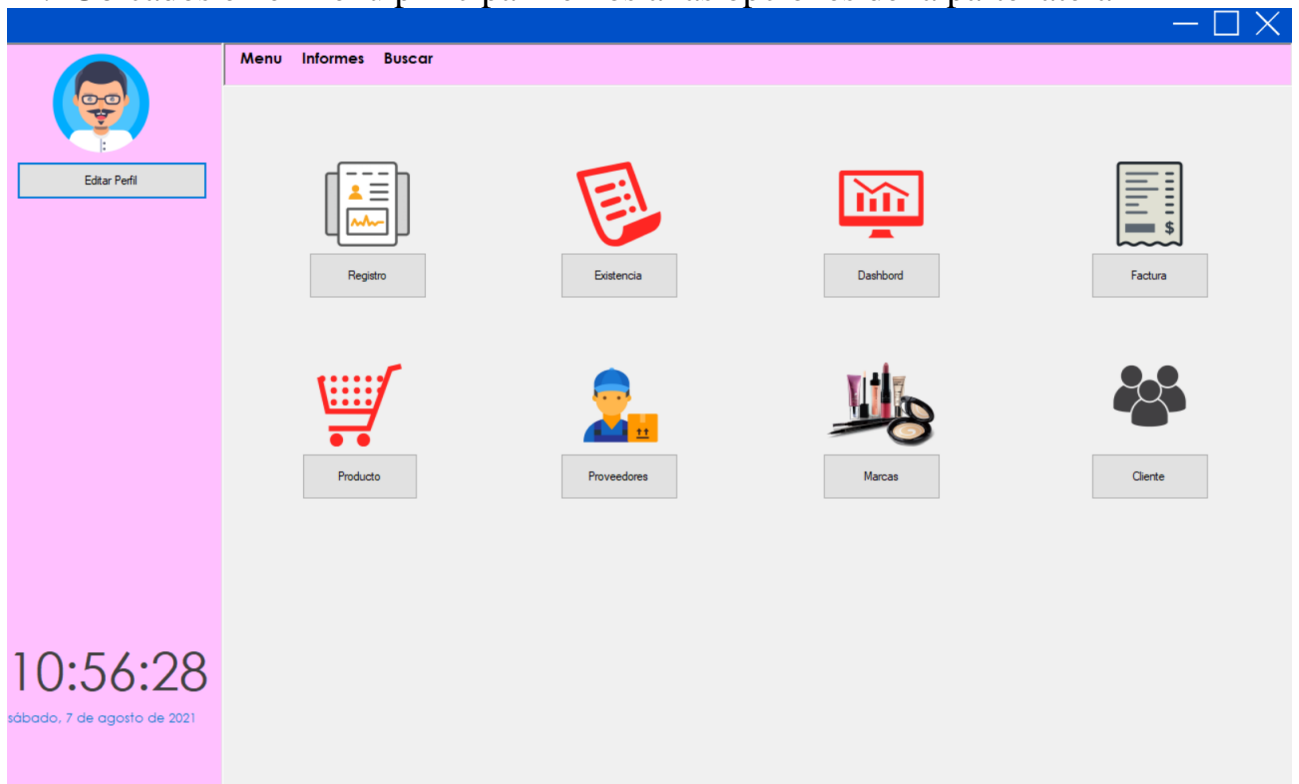 Menu Informes Buscar
Editar Perfil
Registro
Existencia
Dashbord
Factura
$
Producto
Proveedores
Marcas
Cliente
10:56:28
sábado, 7 de agosto de 2021